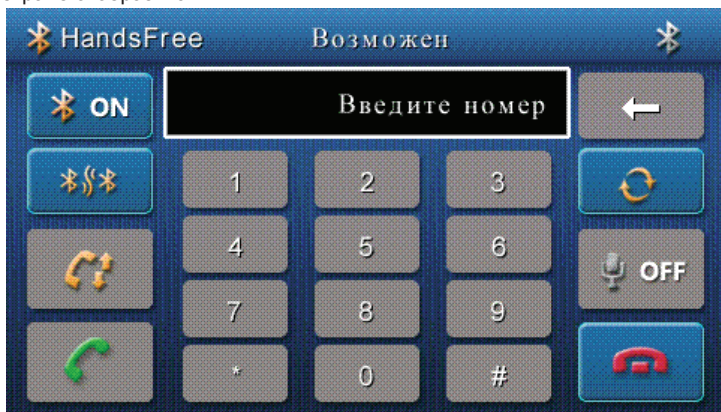 HandsFree Возможен
ON Введите номер
1 2 3
4 5 6
OFF
7 8 9
* 0 #